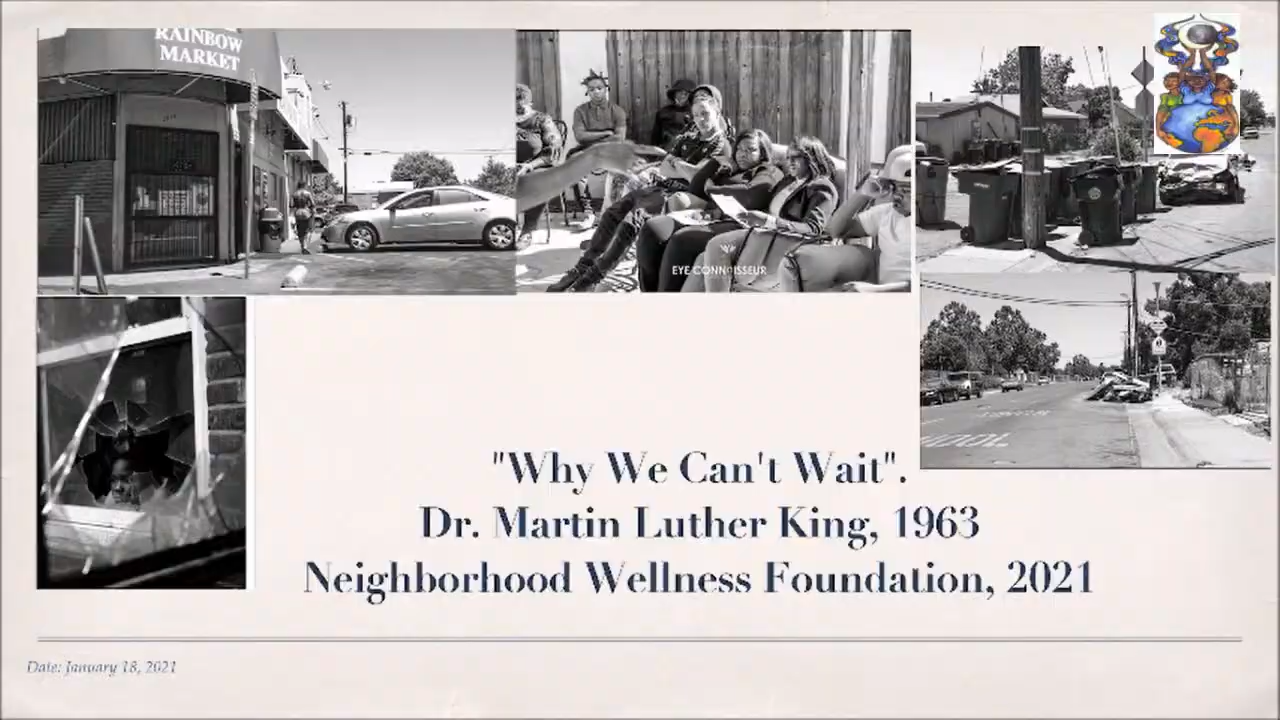 RAINBOW
MARKET
EYE CONNOISSEUR
"Why We Can't Wait".
Dr. Martin Luther King, 1963
Neighborhood Wellness Foundation, 2021
Date: January 18, 2021